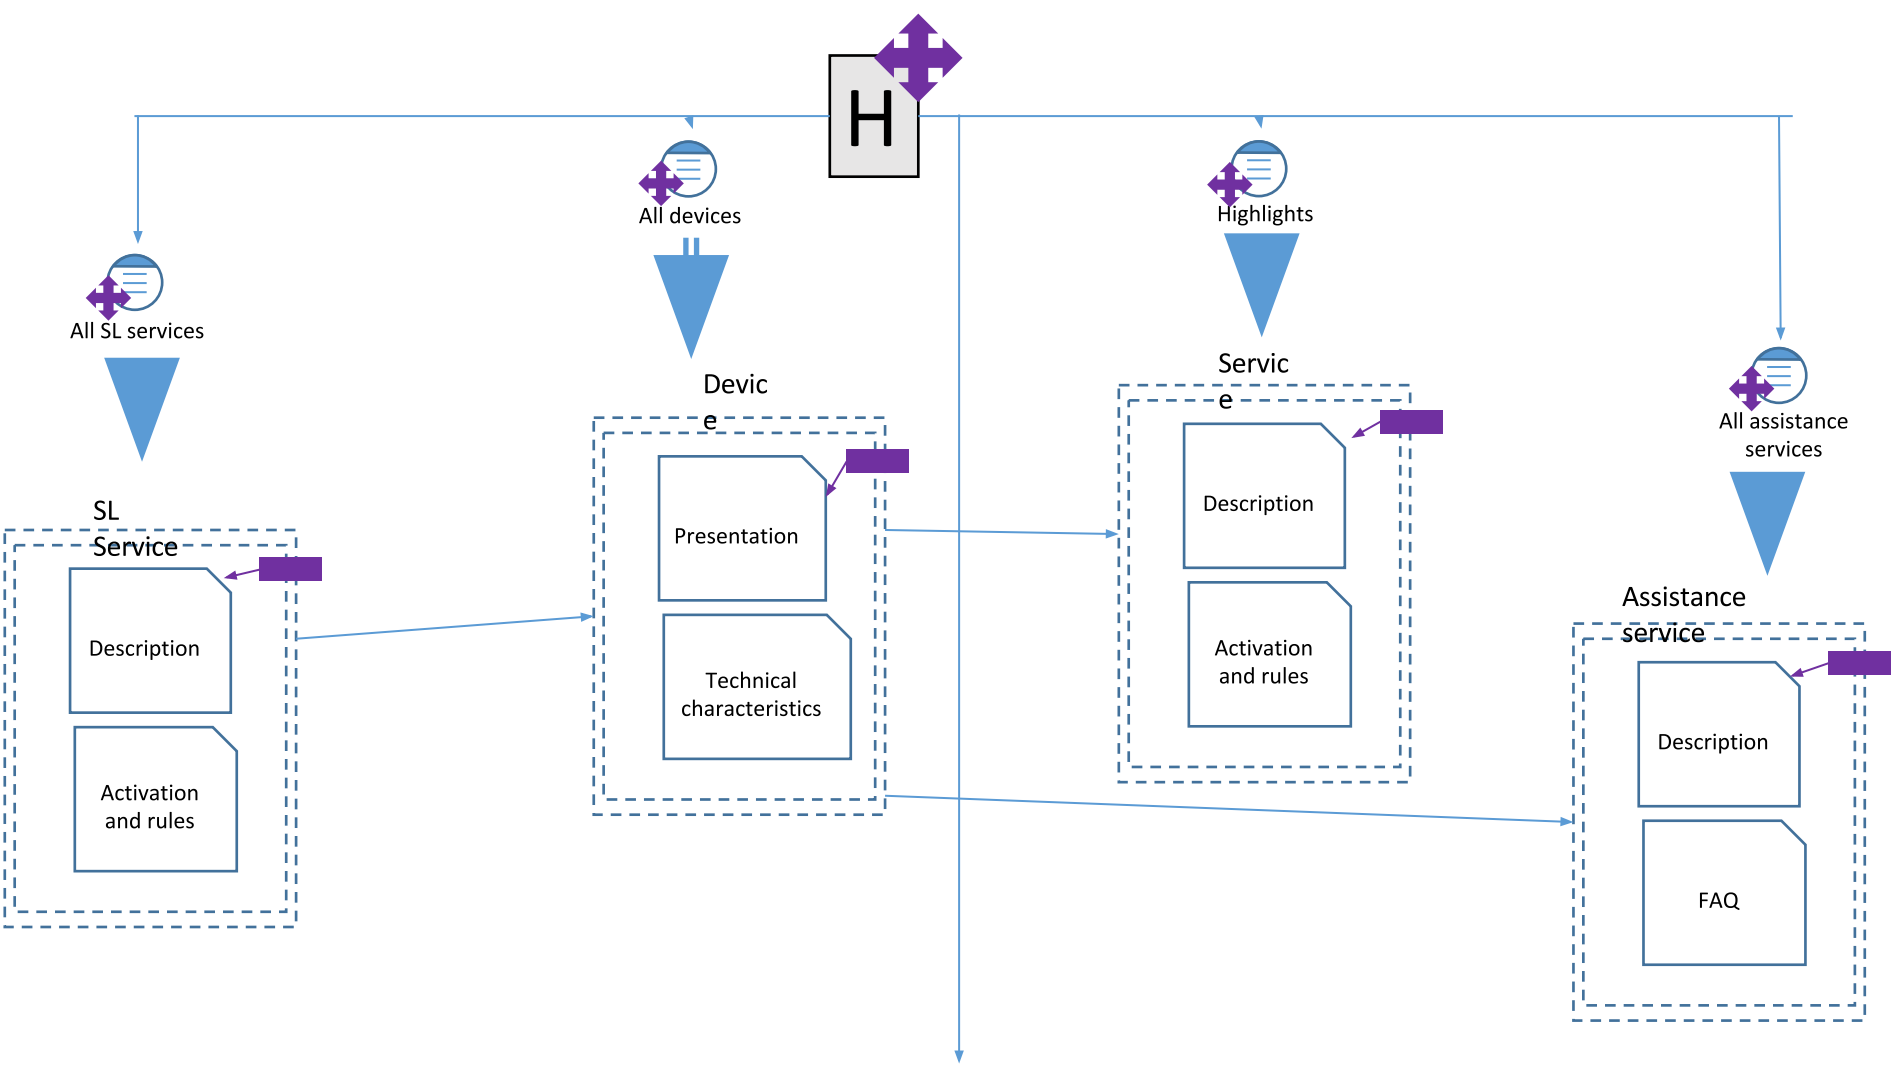 H
All devices
Highlights
All SL services
Devic
e
Servic
e
All assistance
services
SL
Service
Description
Activation
and rules
Presentation
Technical
characteristics
Description
Activation
and rules
Assistance
service
Description
FAQ